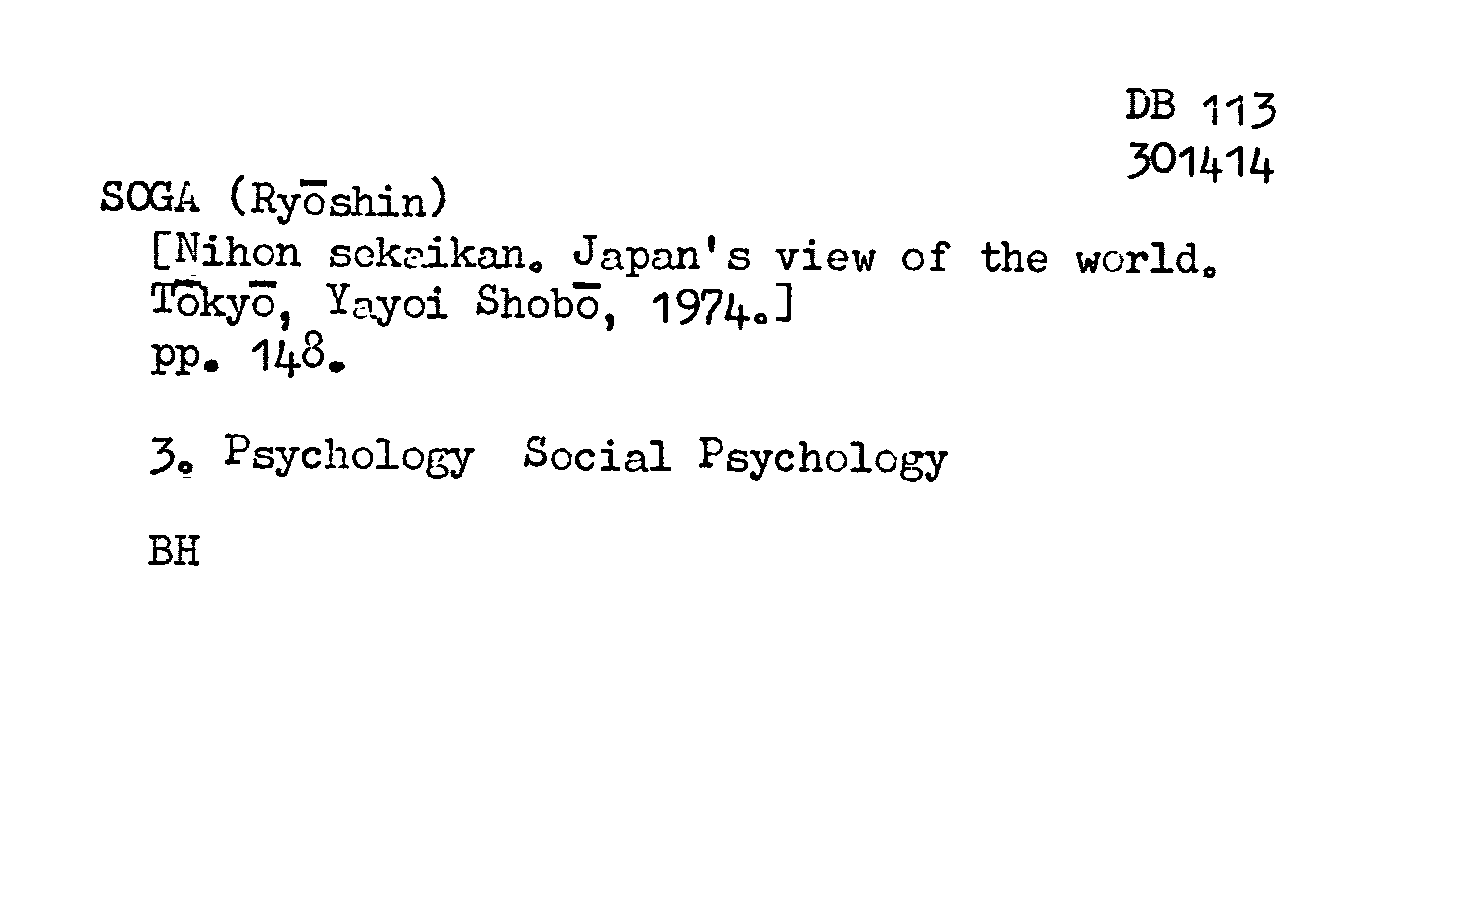 DB 113
301414
SOGA (Ryōshin)
[Nihon sekaikan. Japan's view of the world.
Tōkyō, Yayoi Shobō, 1974.]
pp. 148.
3. Psychology Social Psychology
BH